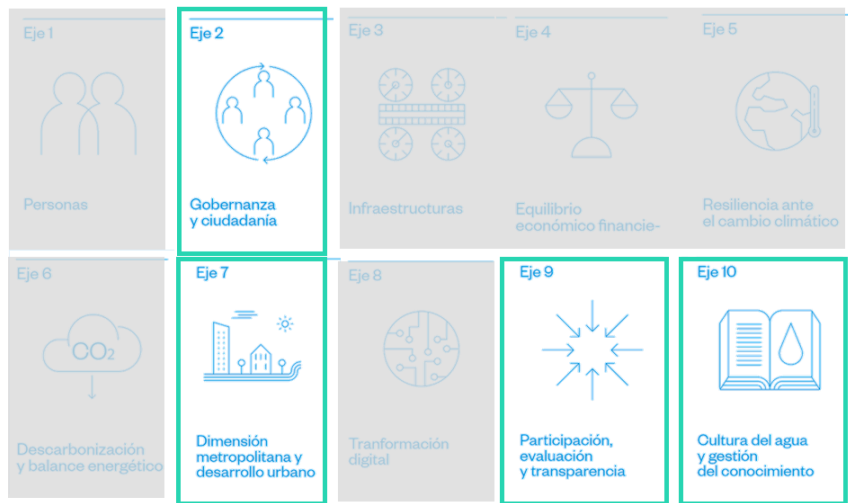 Eje 1
Personas
Eje 2
Gobernanza
y ciudadanía
Eje 3
Infraestructuras
Eje 4
Equilibrio
económico financie-
Eje 5
Resiliencia ante
el cambio climático
Eje 6
CO2
Descarbonización
y balance energético
Eje 7
Dimensión
metropolitana y
desarrollo urbano
Eje 8
Tranformación
digital
Eje 9
Participación,
evaluación
y transparencia
Eje 10
Cultura del agua
y gestión
del conocimiento